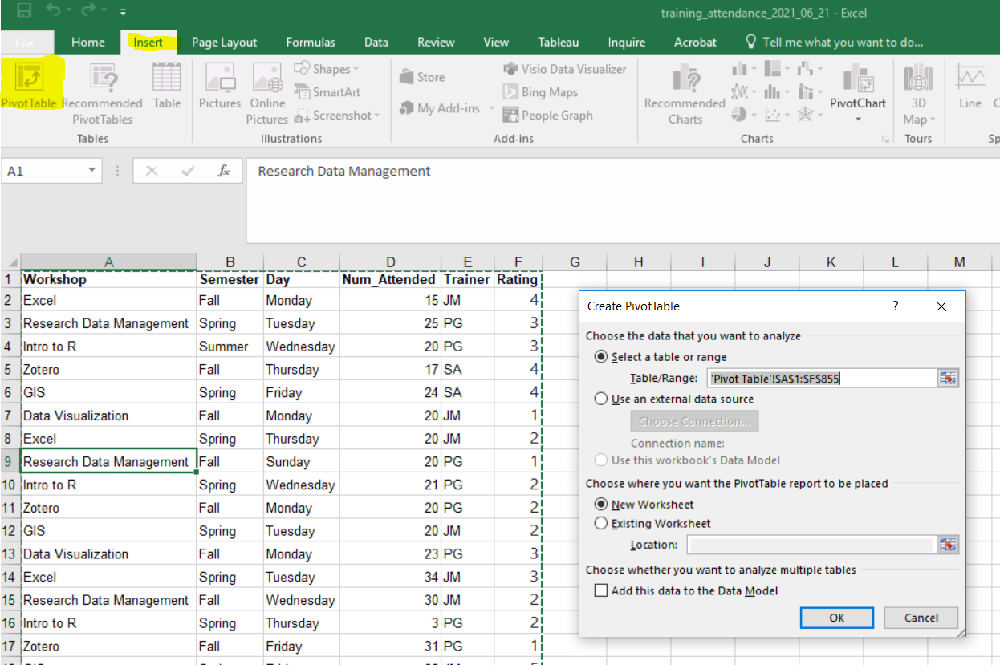 training_attendance_2021_06_21 - Excel
File Home Insert Page Layout Formulas Data Review View Tableau Inquire Acrobat Tell me what you want to do...
PivotTable Recommended PivotTables Table
Tables
Pictures Online Pictures Shapes SmartArt Screenshot
Illustrations
Store My Add-ins Visio Data Visualizer Bing Maps People Graph
Add-ins
Recommended Charts PivotChart
Charts
3D Map
Tours
Line
Sp
A1 fx Research Data Management
A B C D E F G H I J K L M
1 Workshop Semester Day Num_Attended Trainer Rating
2 Excel Fall Monday 15 JM 4
3 Research Data Management Spring Tuesday 25 PG 3
4 Intro to R Summer Wednesday 20 PG 3
5 Zotero Fall Thursday 17 SA 4
6 GIS Spring Friday 24 SA 4
7 Data Visualization Fall Monday 20 JM 1
8 Excel Spring Thursday 20 JM 2
9 Research Data Management Fall Sunday 20 PG 1
10 Intro to R Spring Wednesday 21 PG 2
11 Zotero Fall Monday 20 PG 2
12 GIS Spring Tuesday 20 JM 2
13 Data Visualization Fall Monday 23 PG 3
14 Excel Spring Tuesday 34 JM 3
15 Research Data Management Fall Wednesday 30 JM 2
16 Intro to R Spring Thursday 3 PG 2
17 Zotero Fall Friday 31 PG 1
Create PivotTable ?
Choose the data that you want to analyze
Select a table or range
Table/Range: 'Pivot Table'!$A$1:$F$855
Use an external data source
Choose Connection...
Connection name:
Use this workbook's Data Model
Choose where you want the PivotTable report to be placed
New Worksheet
Existing Worksheet
Location:
Choose whether you want to analyze multiple tables
Add this data to the Data Model
OK Cancel